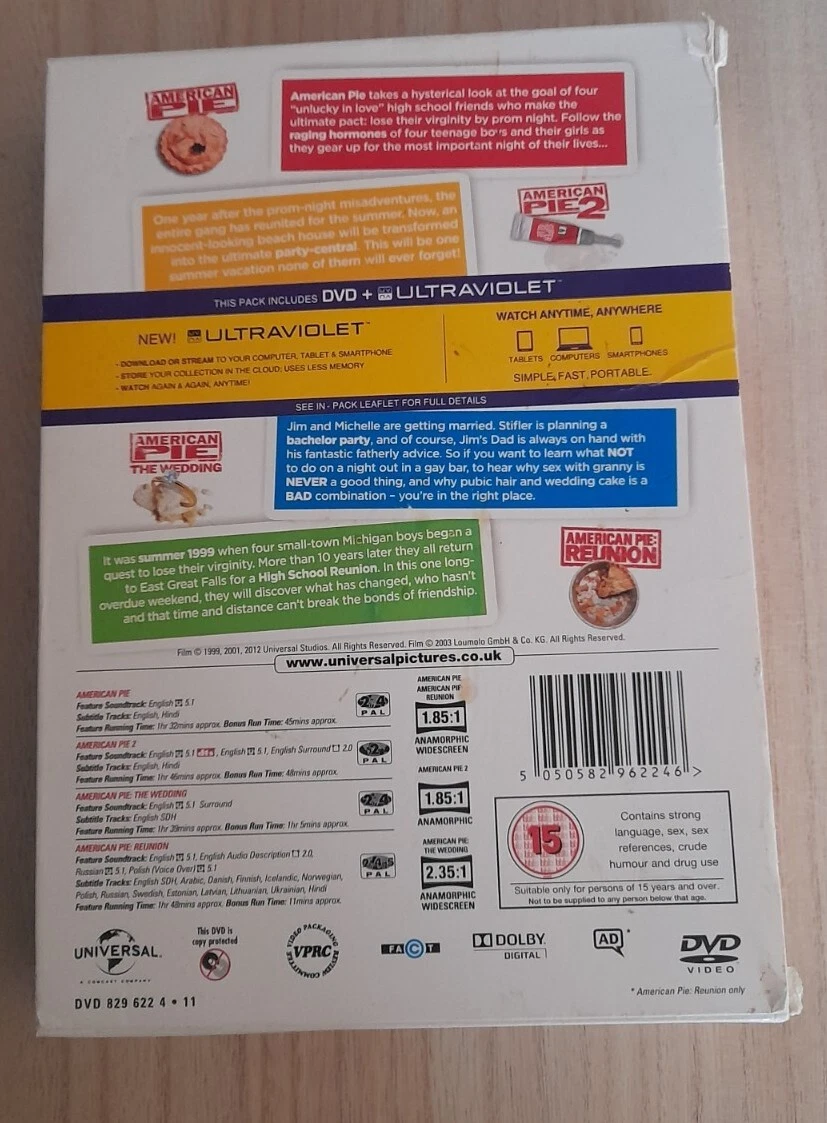 AMERICAN
PIE
American Pie takes a hysterical look at the goal of four
"unlucky in love" high school friends who make the
ultimate pact: lose their virginity by prom night. Follow the
raging hormones of four teenage boys and their girls as
they gear up for the most important night of their lives...
One year after the prom-night misadventures, the
entire gang has reunited for the summer. Now, an
innocent-looking beach house will be transformed
into the ultimate party-central. This will be one
summer vacation none of them will ever forget!
AMERICAN
PIE 2
THIS PACK INCLUDES DVD + ULTRAVIOLET™
NEW! ULTRAVIOLET™
- DOWNLOAD OR STREAM TO YOUR COMPUTER, TABLET & SMARTPHONE
- STORE YOUR COLLECTION IN THE CLOUD; USES LESS MEMORY
- WATCH AGAIN & AGAIN, ANYTIME!
WATCH ANYTIME, ANYWHERE
TABLETS COMPUTERS SMARTPHONES
SIMPLE, FAST, PORTABLE.
SEE IN - PACK LEAFLET FOR FULL DETAILS
AMERICAN
PIE
THE WEDDING
Jim and Michelle are getting married. Stifler is planning a
bachelor party, and of course, Jim's Dad is always on hand with
his fantastic fatherly advice. So if you want to learn what NOT
to do on a night out in a gay bar, to hear why sex with granny is
NEVER a good thing, and why pubic hair and wedding cake is a
BAD combination – you're in the right place.
It was summer 1999 when four small-town Michigan boys began a
quest to lose their virginity. More than 10 years later they all return
to East Great Falls for a High School Reunion. In this one long-
overdue weekend, they will discover what has changed, who hasn't
and that time and distance can't break the bonds of friendship.
AMERICAN PIE:
REUNION
Film © 1999, 2001, 2012 Universal Studios. All Rights Reserved. Film © 2003 Loumolo GmbH & Co. KG. All Rights Reserved.
www.universalpictures.co.uk
AMERICAN PIE
Feature Soundtrack: English 5.1
Subtitle Tracks: English, Hindi
Feature Running Time: 1hr 32mins approx. Bonus Run Time: 45mins approx.
PAL
AMERICAN PIE 2
Feature Soundtrack: English 5.1 dts, English 5.1, English Surround 2.0
Subtitle Tracks: English, Hindi
Feature Running Time: 1hr 46mins approx. Bonus Run Time: 48mins approx.
PAL
AMERICAN PIE: THE WEDDING
Feature Soundtrack: English 5.1 Surround
Subtitle Tracks: English SDH
Feature Running Time: 1hr 39mins approx. Bonus Run Time: 1hr 5mins approx.
PAL
AMERICAN PIE: REUNION
Feature Soundtrack: English 5.1, English Audio Description 2.0,
Russian 5.1, Polish (Voice Over) 5.1
Subtitle Tracks: English SDH, Arabic, Danish, Finnish, Icelandic, Norwegian,
Polish, Russian, Swedish, Estonian, Latvian, Lithuanian, Ukrainian, Hindi
Feature Running Time: 1hr 48mins approx. Bonus Run Time: 11mins approx.
PAL
AMERICAN PIE
AMERICAN PIE
REUNION
1.85:1
ANAMORPHIC
WIDESCREEN
AMERICAN PIE 2
1.85:1
ANAMORPHIC
AMERICAN PIE:
THE WEDDING
2.35:1
ANAMORPHIC
WIDESCREEN
5 050582 962246 >
15
Contains strong
language, sex, sex
references, crude
humour and drug use
Suitable only for persons of 15 years and over.
Not to be supplied to any person below that age.
UNIVERSAL
A COMCAST COMPANY
This DVD is
copy protected
VIDEO PACKAGING REVIEW COMMITTEE
VPRC
FACT
DOLBY
DIGITAL
AD*
DVD
VIDEO
* American Pie: Reunion only
DVD 829 622 4 • 11